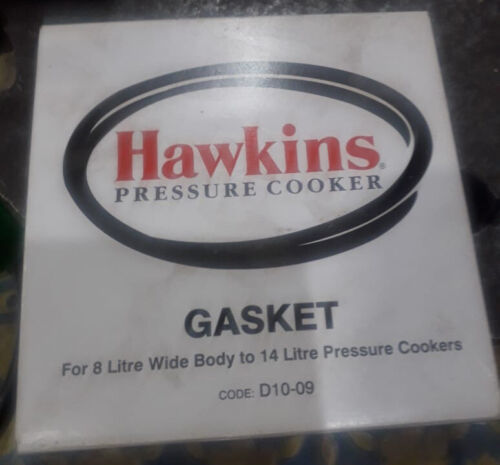 Hawkins®
PRESSURE COOKER
GASKET
For 8 Litre Wide Body to 14 Litre Pressure Cookers
CODE: D10-09